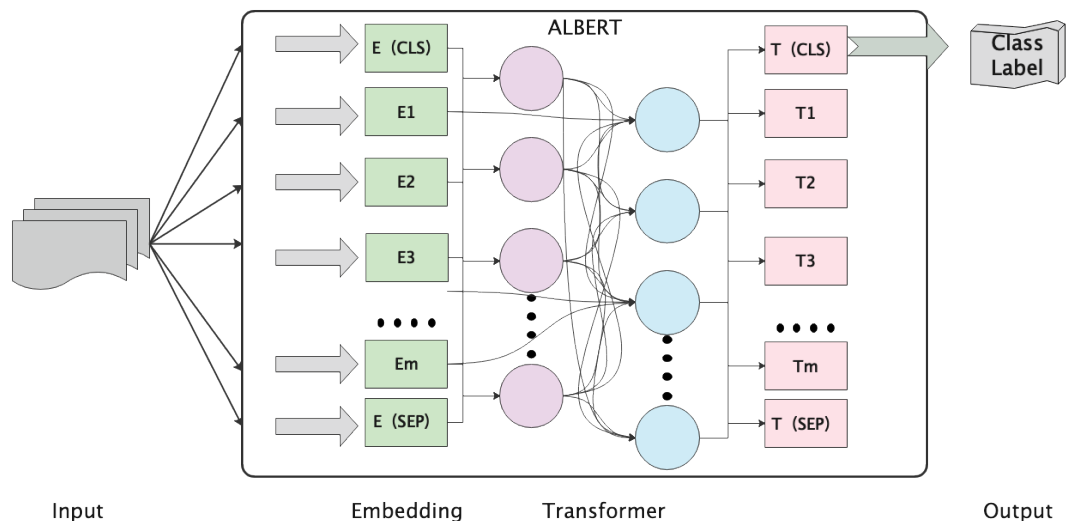 ALBERT
E (CLS)
E1
E2
E3
Em
E (SEP)
T (CLS)
T1
T2
T3
Tm
T (SEP)
Class
Label
Input
Embedding
Transformer
Output